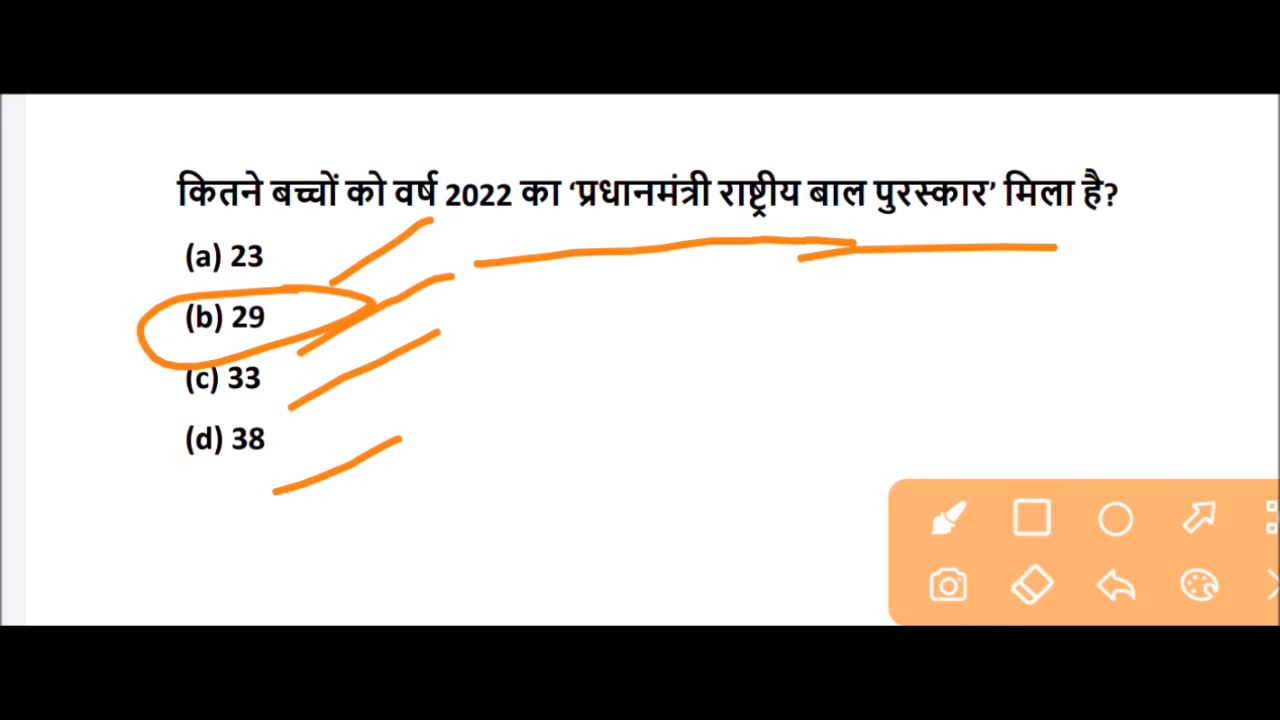 कितने बच्चों को वर्ष 2022 का ‘प्रधानमंत्री राष्ट्रीय बाल पुरस्कार’ मिला है?
(a) 23
(b) 29
(c) 33
(d) 38